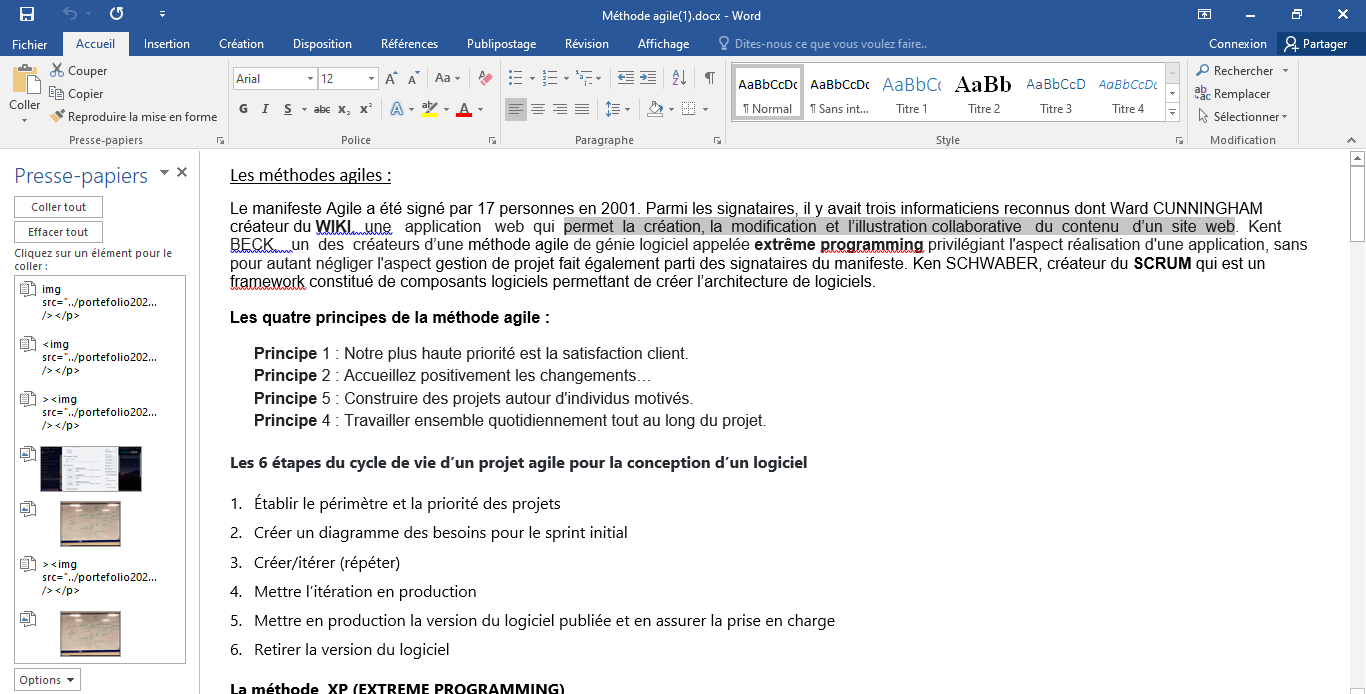 Méthode agile(1).docx - Word
Fichier Accueil Insertion Création Disposition Références Publipostage Révision Affichage Dites-nous ce que vous voulez faire.. Connexion Partager
Coller
Couper
Copier
Reproduire la mise en forme
Presse-papiers
Arial 12 A A Aa
G I S abc x₂ x² A ab A
Police
Paragraphe
AaBbCcDc AaBbCcDc AaBbCc AaBb AaBbCcD AaBbCcDc
¶ Normal ¶ Sans int... Titre 1 Titre 2 Titre 3 Titre 4
Style
Rechercher
Remplacer
Sélectionner
Modification
Presse-papiers
Coller tout
Effacer tout
Cliquez sur un élément pour le
coller :
img
src="../portefolio202...
/></p>
<img
src="../portefolio202...
/></p>
><img
src="../portefolio202...
/></p>
><img
src="../portefolio202...
/></p>
Options
Les méthodes agiles :
Le manifeste Agile a été signé par 17 personnes en 2001. Parmi les signataires, il y avait trois informaticiens reconnus dont Ward CUNNINGHAM
créateur du WIKI, une application web qui permet la création, la modification et l’illustration collaborative du contenu d’un site web. Kent
BECK, un des créateurs d’une méthode agile de génie logiciel appelée extrême programming privilégiant l'aspect réalisation d'une application, sans
pour autant négliger l'aspect gestion de projet fait également parti des signataires du manifeste. Ken SCHWABER, créateur du SCRUM qui est un
framework constitué de composants logiciels permettant de créer l’architecture de logiciels.
Les quatre principes de la méthode agile :
Principe 1 : Notre plus haute priorité est la satisfaction client.
Principe 2 : Accueillez positivement les changements…
Principe 5 : Construire des projets autour d'individus motivés.
Principe 4 : Travailler ensemble quotidiennement tout au long du projet.
Les 6 étapes du cycle de vie d’un projet agile pour la conception d’un logiciel
1. Établir le périmètre et la priorité des projets
2. Créer un diagramme des besoins pour le sprint initial
3. Créer/itérer (répéter)
4. Mettre l’itération en production
5. Mettre en production la version du logiciel publiée et en assurer la prise en charge
6. Retirer la version du logiciel
La méthode XP (EXTREME PROGRAMMING)